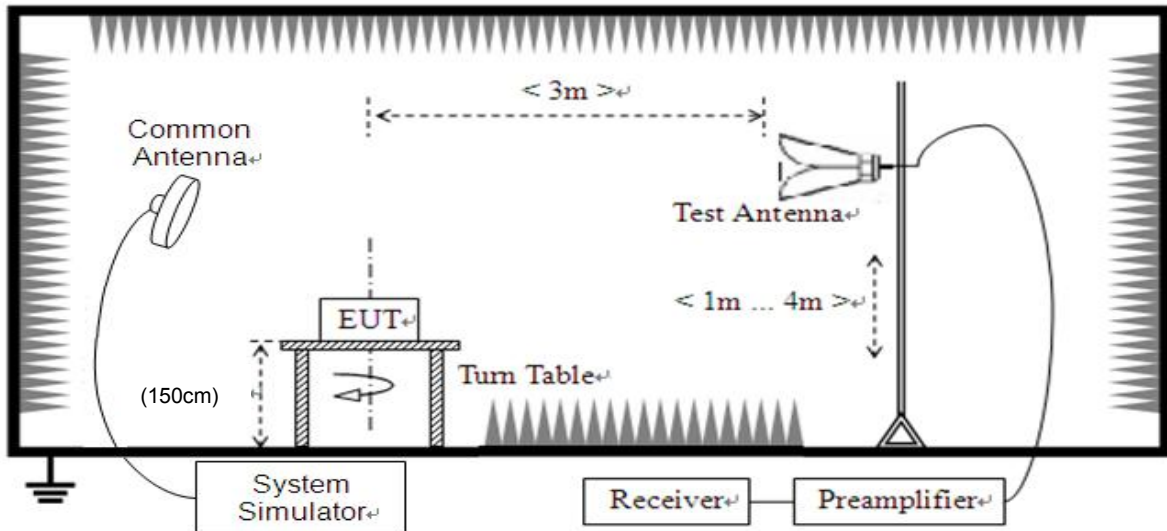 < 3m >↵
Common
Antenna↵
Test Antenna↵
< 1m ... 4m >↵
EUT↵
Turn Table↵
(150cm)
System
Simulator↵
Receiver↵
Preamplifier↵